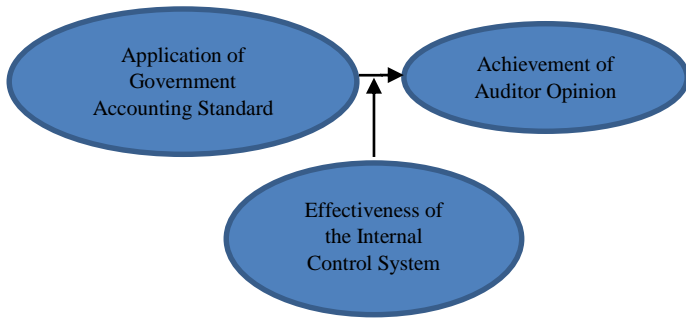 Application of
Government
Accounting Standard
Achievement of
Auditor Opinion
Effectiveness of
the Internal
Control System